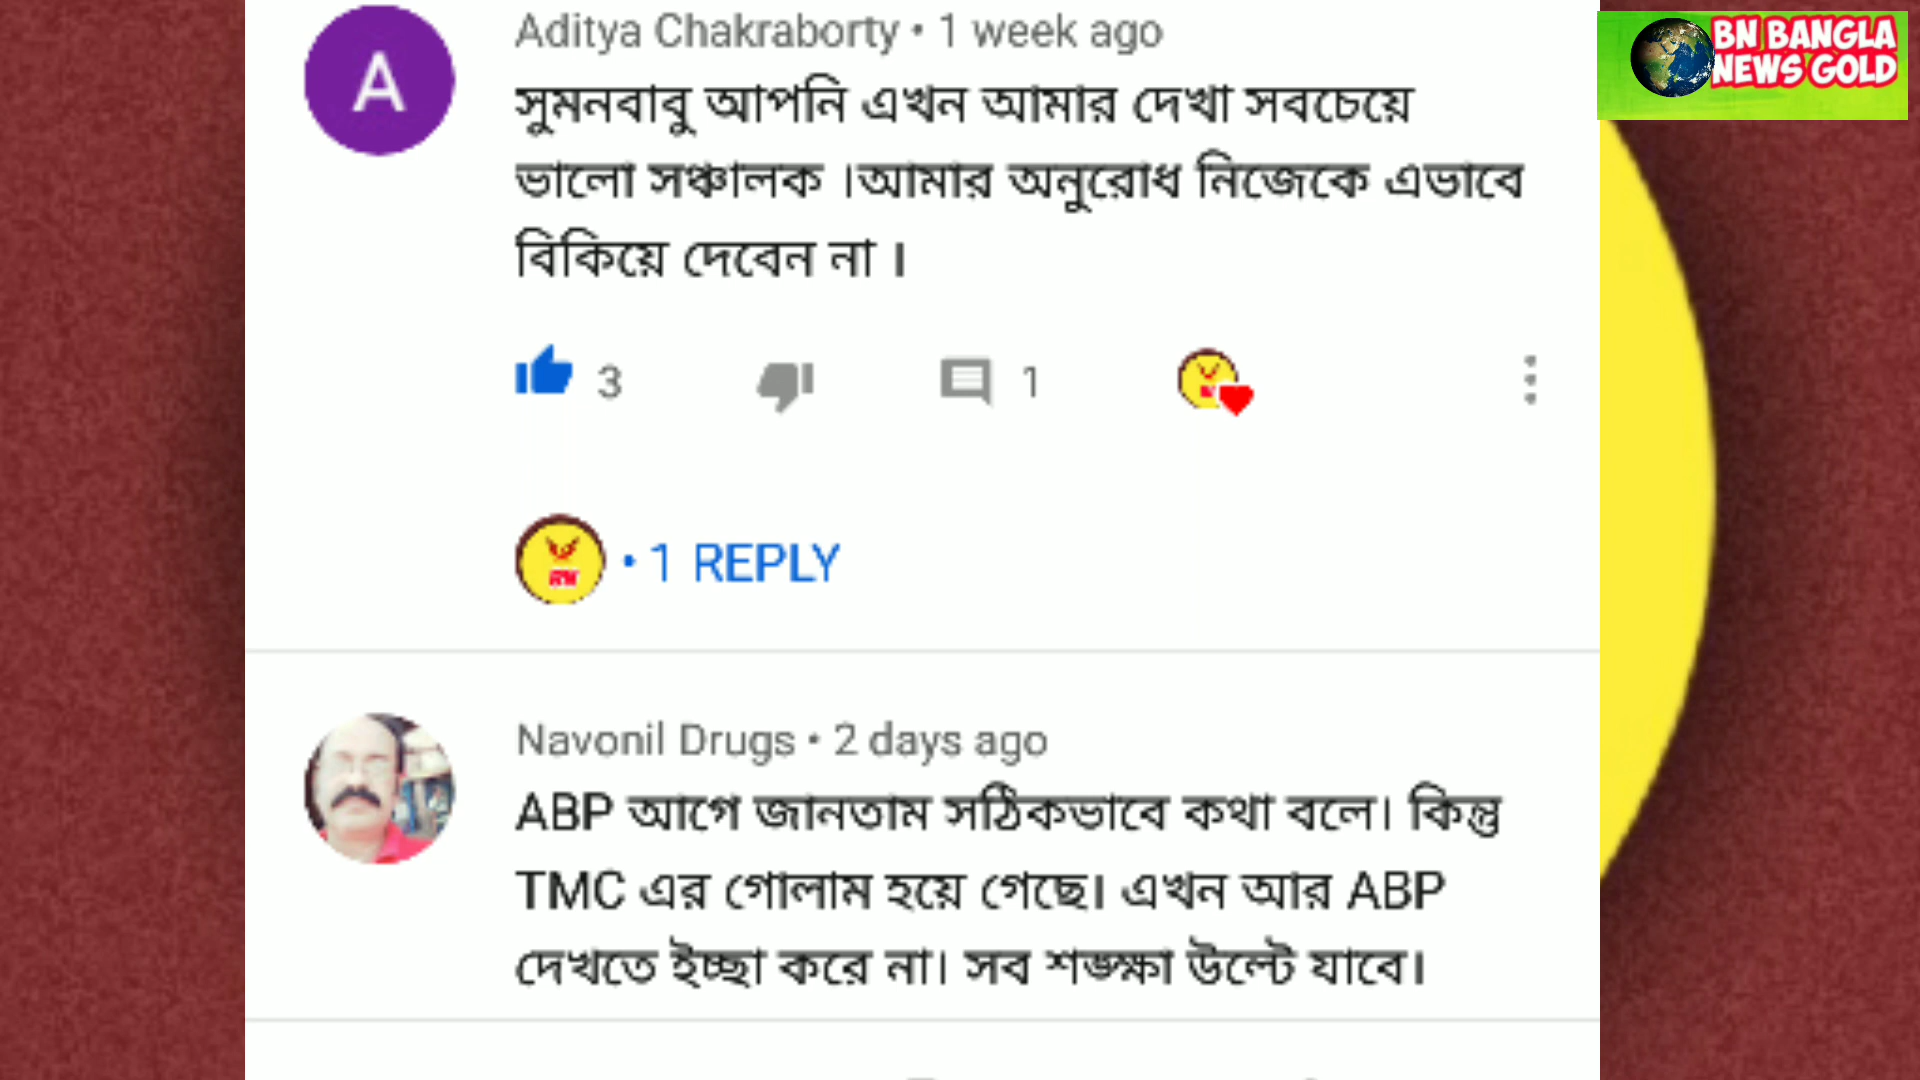 BN BANGLA
NEWS GOLD
A
Aditya Chakraborty • 1 week ago
সুমনবাবু আপনি এখন আমার দেখা সবচেয়ে
ভালো সঞ্চালক ।আমার অনুরোধ নিজেকে এভাবে
বিকিয়ে দেবেন না ।
3
1
• 1 REPLY
Navonil Drugs • 2 days ago
ABP আগে জানতাম সঠিকভাবে কথা বলে। কিন্তু
TMC এর গোলাম হয়ে গেছে। এখন আর ABP
দেখতে ইচ্ছা করে না। সব শঙ্ক্ষা উল্টে যাবে।